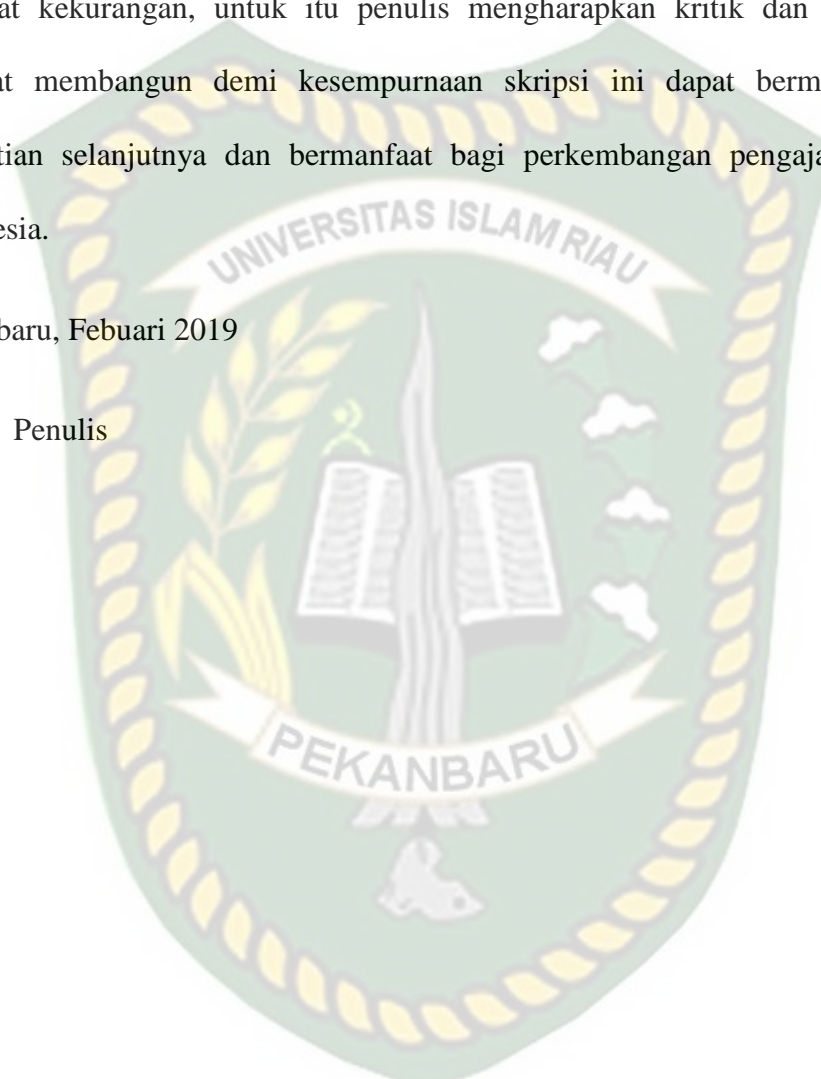 at kekurangan, untuk itu penulis mengharapkan kritik dan
at membangun demi kesempurnaan skripsi ini dapat berm
tian selanjutnya dan bermanfaat bagi perkembangan pengaja
esia.
UNIVERSITAS ISLAM RIAU
baru, Febuari 2019
Penulis
PEKANBARU